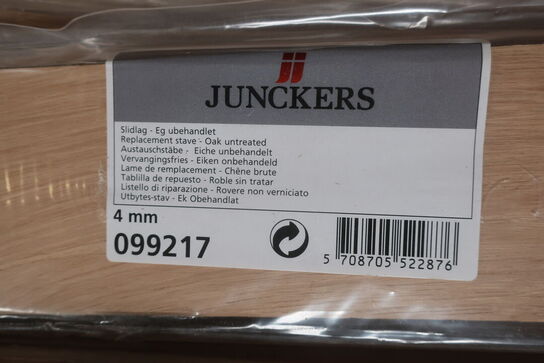 JUNCKERS
Slidlag - Eg ubehandlet
Replacement stave - Oak untreated
Austauschstäbe - Eiche unbehandelt
Vervangingsfries - Eiken onbehandeld
Lame de remplacement - Chêne brute
Tablilla de repuesto - Roble sin tratar
Listello di riparazione - Rovere non verniciato
Utbytes-stav - Ek Obehandlat
4 mm
099217
5 708705 522876